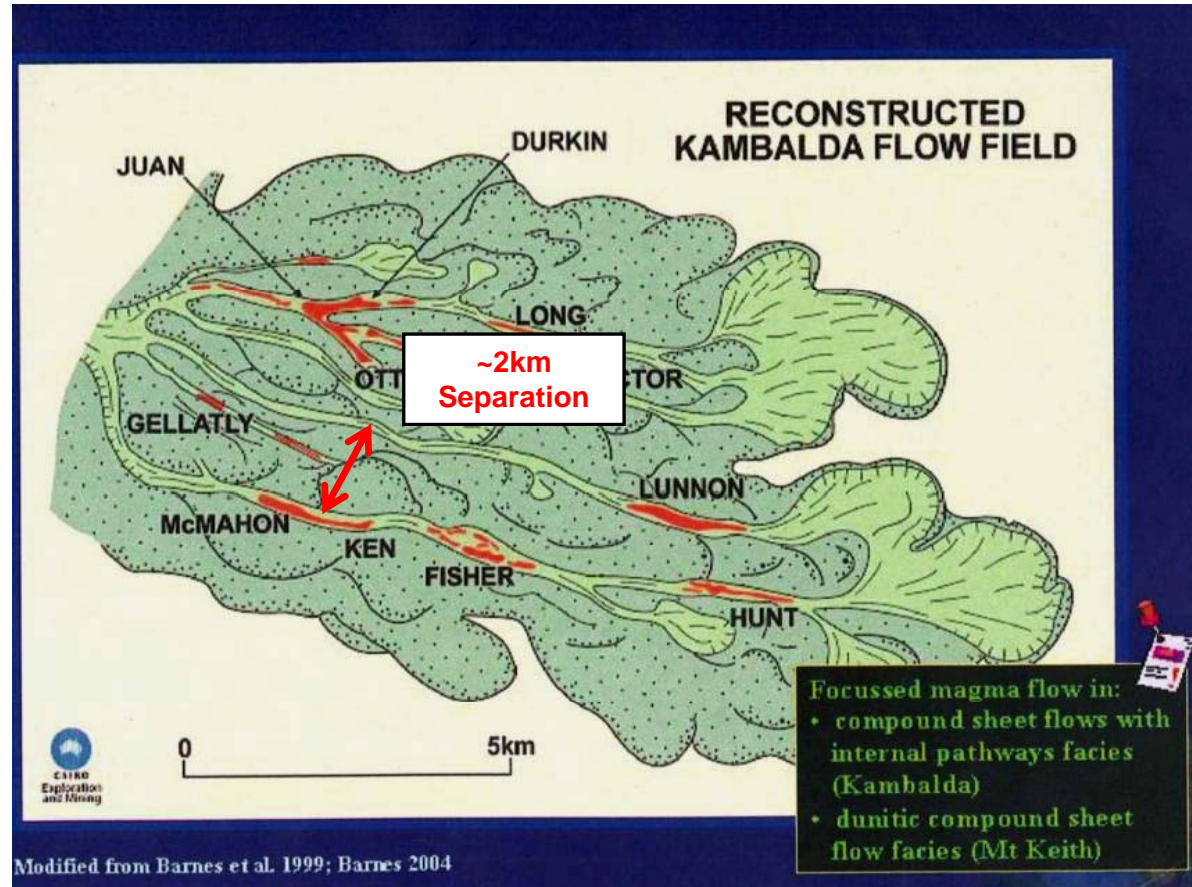 RECONSTRUCTED
KAMBALDA FLOW FIELD
DURKIN
JUAN
LONG
~2km
Separation
OTT
CTOR
GELLATLY
LUNNON
McMAHON
KEN
FISHER
HUNT
Focussed magma flow in:
• compound sheet flows with
internal pathways facies
(Kambalda)
• dunitic compound sheet
flow facies (Mt Keith)
0
5km
CSIRO
Exploration
and Mining
Modified from Barnes et al. 1999; Barnes 2004